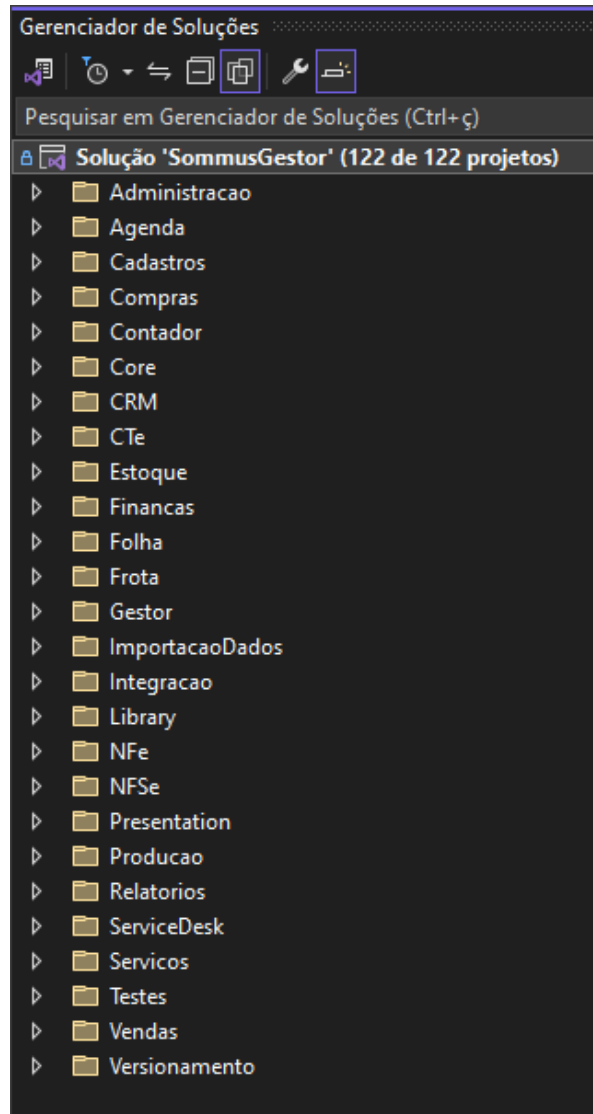 Gerenciador de Soluções
Pesquisar em Gerenciador de Soluções (Ctrl+ç)
Solução 'SommusGestor' (122 de 122 projetos)
Administracao
Agenda
Cadastros
Compras
Contador
Core
CRM
CTe
Estoque
Financas
Folha
Frota
Gestor
ImportacaoDados
Integracao
Library
NFe
NFSe
Presentation
Producao
Relatorios
ServiceDesk
Servicos
Testes
Vendas
Versionamento